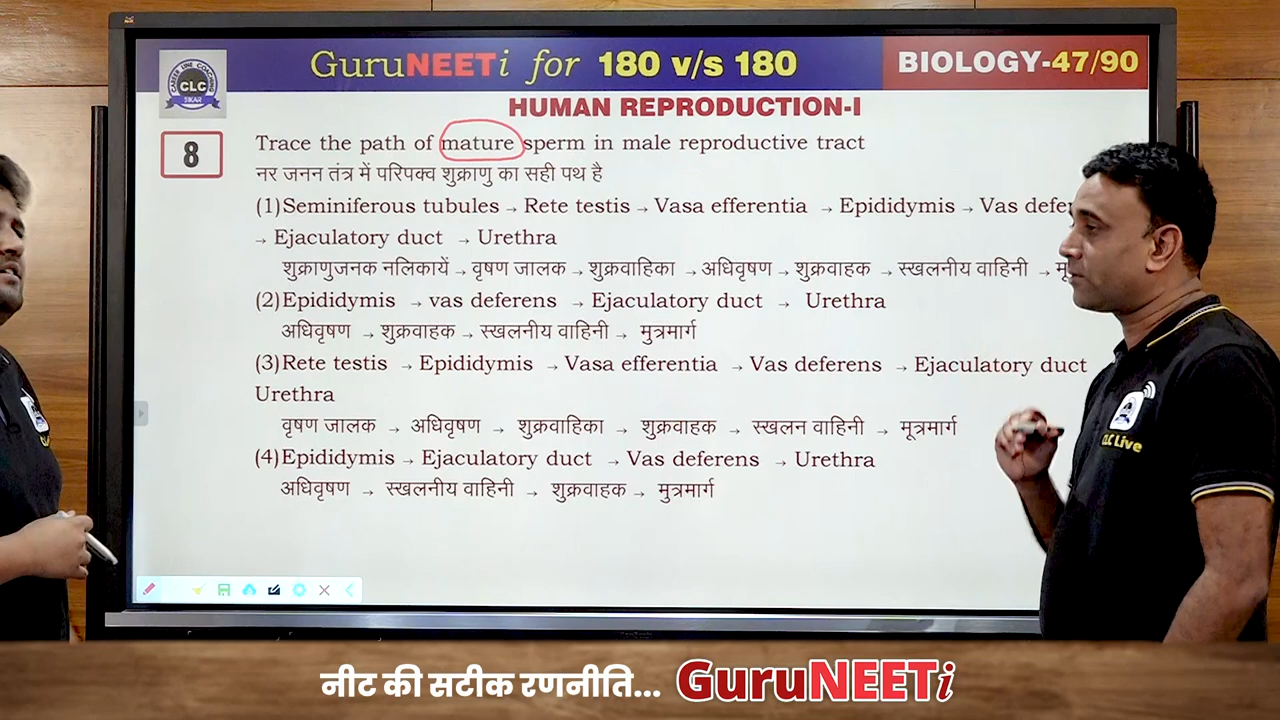 GuruNEETi for 180 v/s 180
BIOLOGY-47/90
CAREER LINE COACHING
CLC
SIKAR
HUMAN REPRODUCTION-I
8
Trace the path of mature sperm in male reproductive tract
नर जनन तंत्र में परिपक्व शुक्राणु का सही पथ है
(1)Seminiferous tubules → Rete testis → Vasa efferentia → Epididymis → Vas
→ Ejaculatory duct → Urethra
शुक्राणुजनक नलिकायें → वृषण जालक → शुक्रवाहिका → अधिवृषण → शुक्रवाहक → स्खलनीय वाहिनी →
(2)Epididymis → vas deferens → Ejaculatory duct → Urethra
अधिवृषण → शुक्रवाहक → स्खलनीय वाहिनी → मुत्रमार्ग
(3)Rete testis → Epididymis → Vasa efferentia → Vas deferens → Ejaculatory duct
Urethra
वृषण जालक → अधिवृषण → शुक्रवाहिका → शुक्रवाहक → स्खलन वाहिनी → मूत्रमार्ग
(4)Epididymis → Ejaculatory duct → Vas deferens → Urethra
अधिवृषण → स्खलनीय वाहिनी → शुक्रवाहक → मुत्रमार्ग
CLC Live
नीट की सटीक रणनीति... GuruNEETi